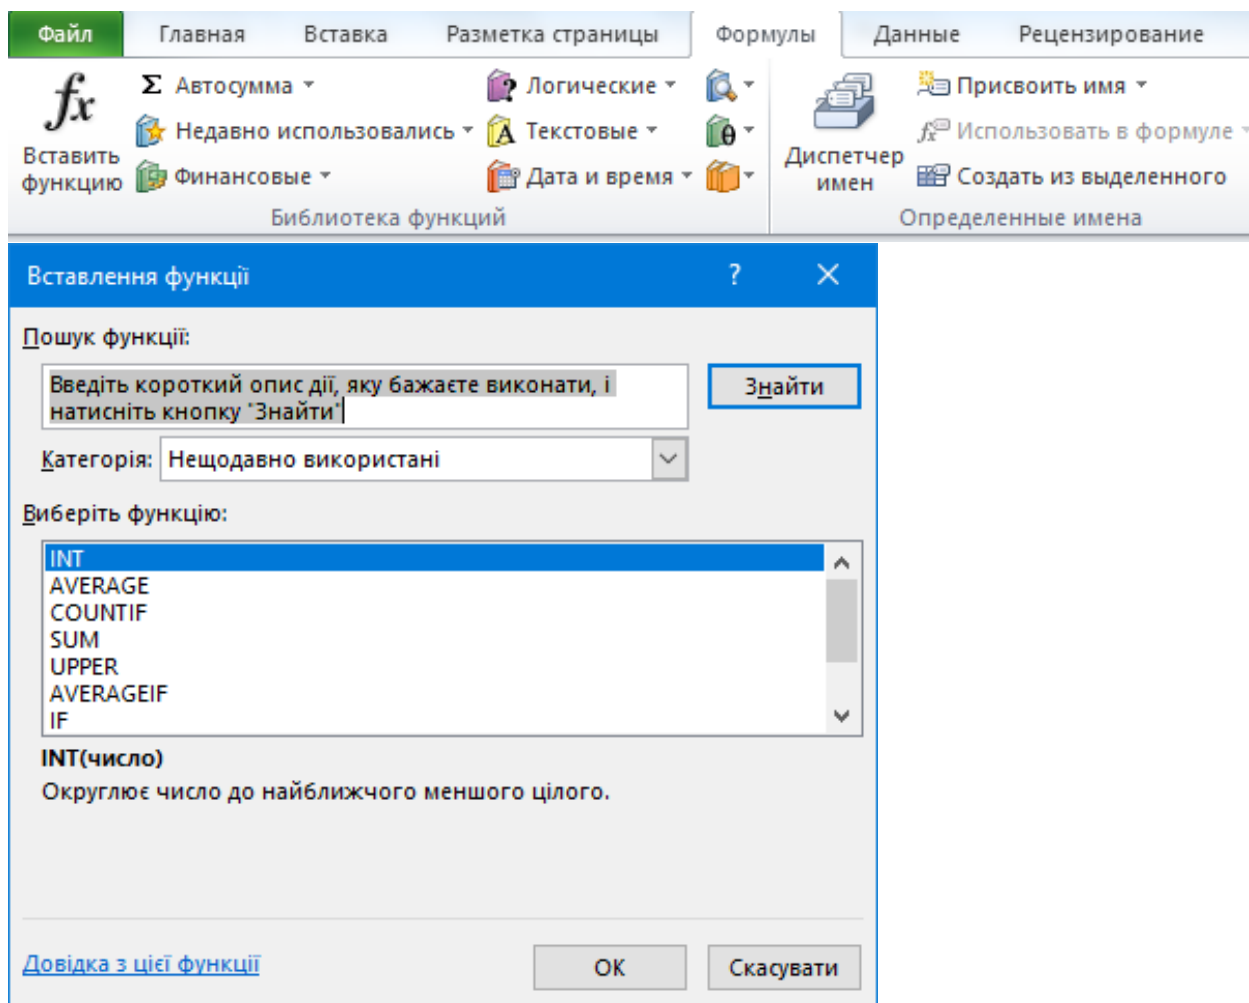 Файл Главная Вставка Разметка страницы Формулы Данные Рецензирование
fx Σ Автосумма Логические Присвоить имя
Недавно использовались Текстовые θ fx Использовать в формуле
Вставить функцию Финансовые Дата и время Диспетчер имен Создать из выделенного
Библиотека функций Определенные имена
Вставлення функції ?
Пошук функції:
Введіть короткий опис дії, яку бажаєте виконати, і
натисніть кнопку "Знайти"
Знайти
Категорія: Нещодавно використані
Виберіть функцію:
INT
AVERAGE
COUNTIF
SUM
UPPER
AVERAGEIF
IF
INT(число)
Округлює число до найближчого меншого цілого.
Довідка з цієї функції OK Скасувати